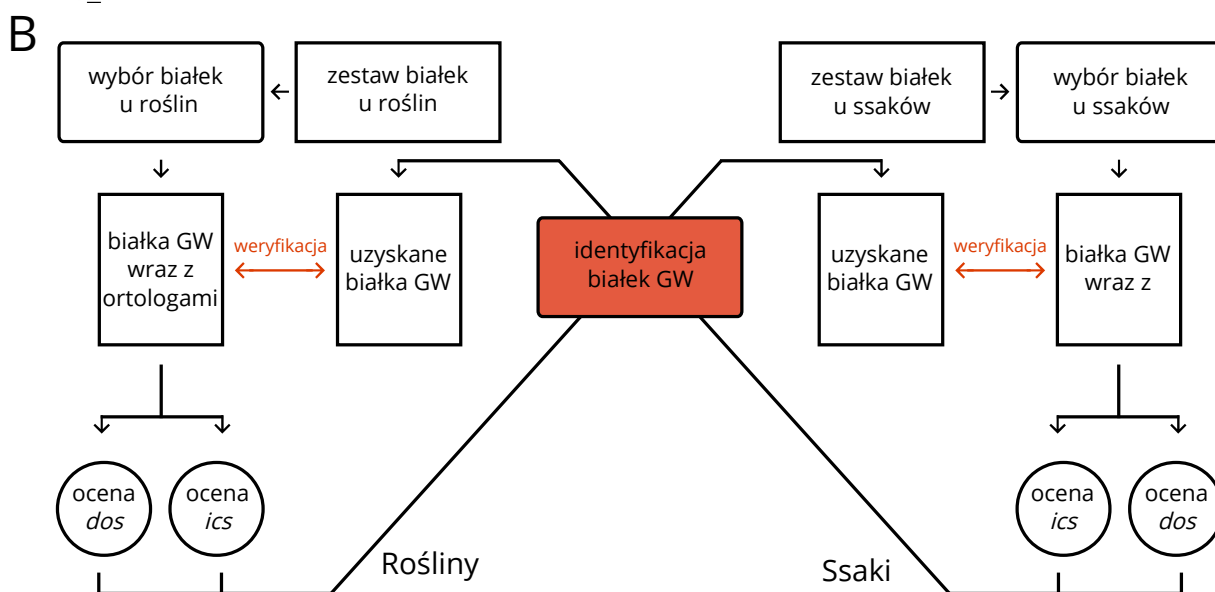 B
wybór białek
u roślin
zestaw białek
u roślin
zestaw białek
u ssaków
wybór białek
u ssaków
białka GW
wraz z
ortologami
weryfikacja
uzyskane
białka GW
identyfikacja
białek GW
uzyskane
białka GW
weryfikacja
białka GW
wraz z
ocena
dos
ocena
ics
Rośliny
Ssaki
ocena
ics
ocena
dos